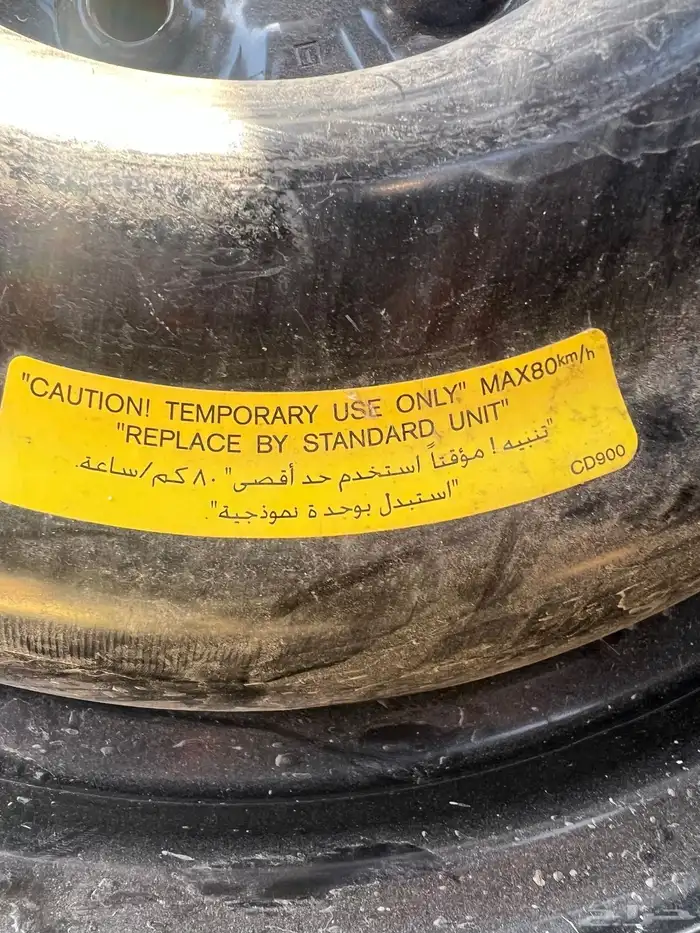 "CAUTION! TEMPORARY USE ONLY" MAX80km/h
"REPLACE BY STANDARD UNIT"
"تنبيه ! مؤقتاً استخدم حد أقصى" ٨٠ كم/ساعة.
"استبدل بوحدة نموذجية".
CD900
حراج